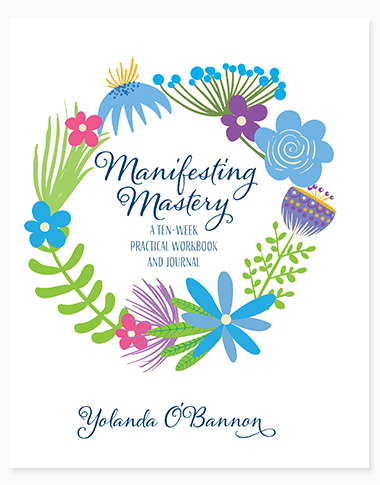 Manifesting
Mastery
A TEN-WEEK
PRACTICAL WORKBOOK
AND JOURNAL
Yolanda O'Bannon